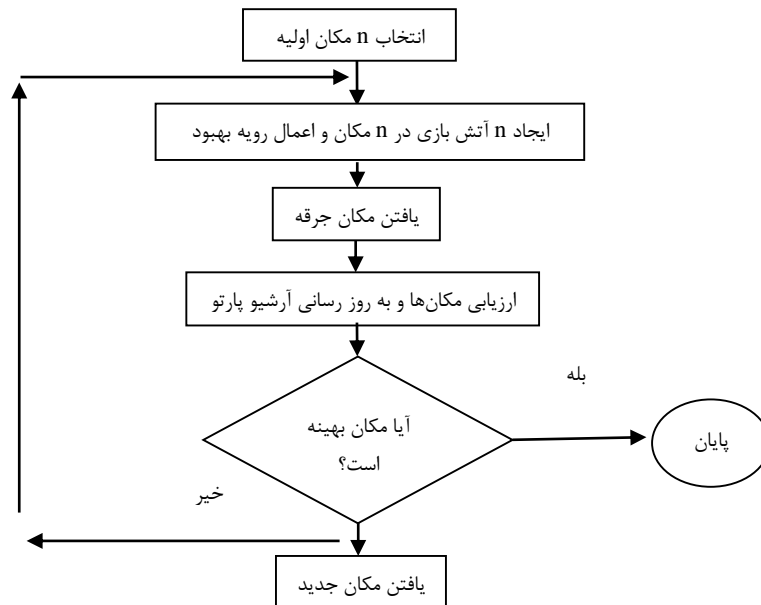 انتخاب n مکان اولیه
ایجاد n آتش بازی در n مکان و اعمال رویه بهبود
یافتن مکان جرقه
ارزیابی مکان‌ها و به روز رسانی آرشیو پارتو
بله
آیا مکان بهینه
است؟
پایان
خیر
یافتن مکان جدید